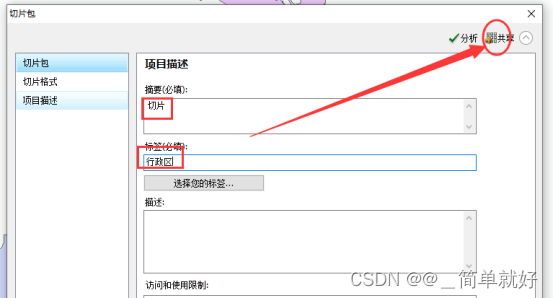 切片包
分析 共享
切片包
切片格式
项目描述
项目描述
摘要(必填):
切片
标签(必填):
行政区
选择您的标签...
描述:
访问和使用限制:
CSDN @@__简单就好